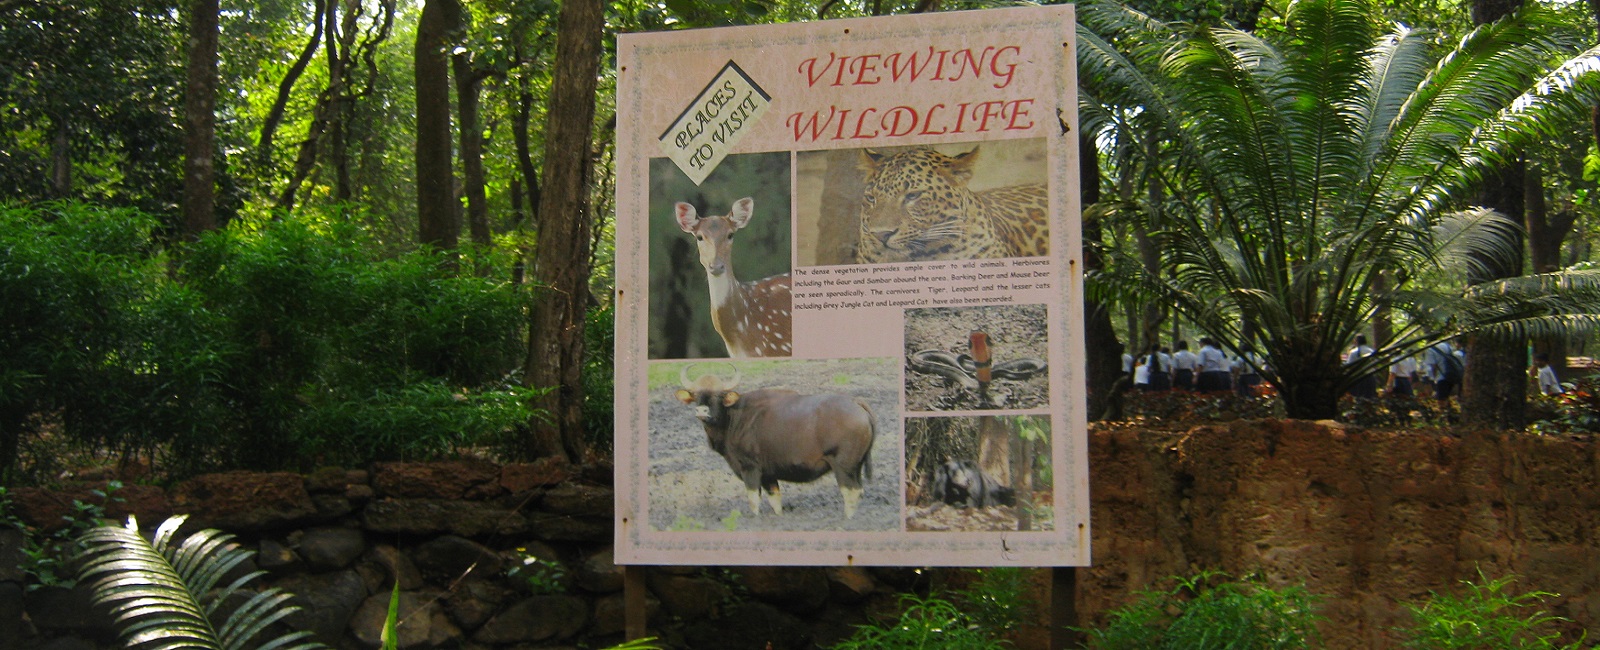 PLACES
TO VISIT
VIEWING
WILDLIFE
The dense vegetation provides ample cover to wild animals. Herbivores
including the Gaur and Sambar abound the area. Barking Deer and Mouse Deer
are seen sporadically. The carnivores Tiger, Leopard and the lesser cats
including Grey Jungle Cat and Leopard Cat have also been recorded.